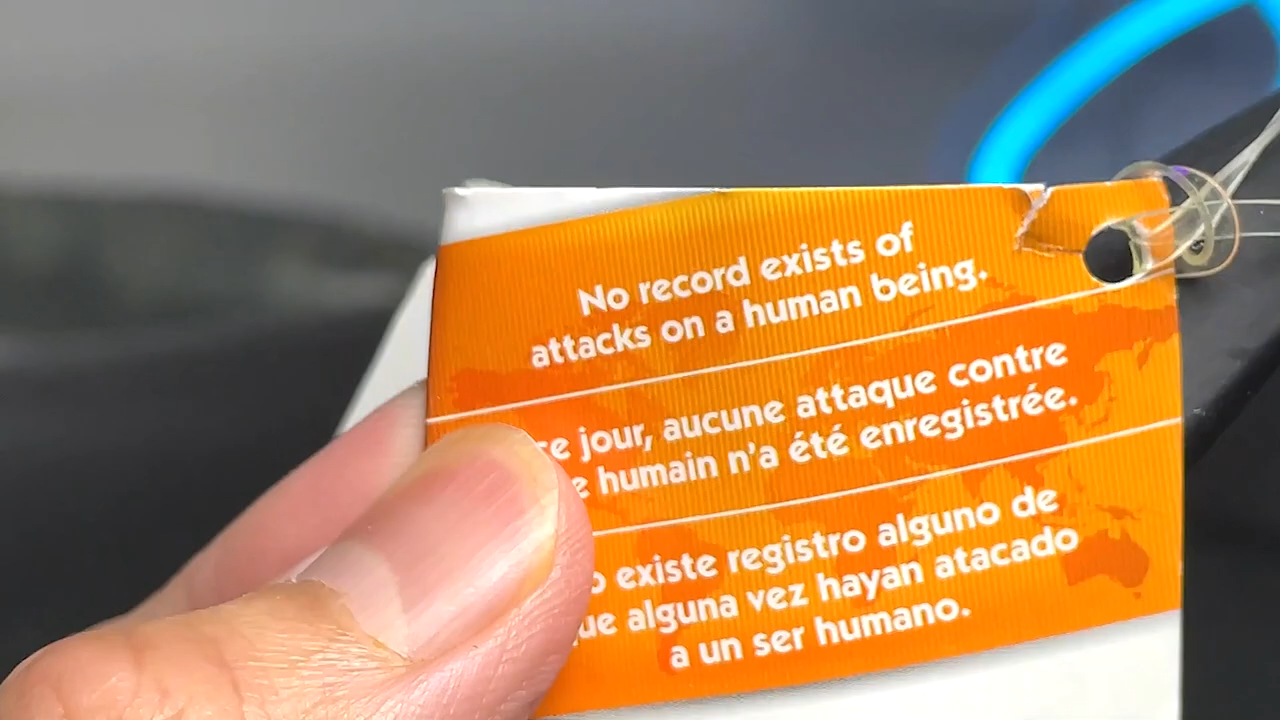 No record exists of
attacks on a human being.
ce jour, aucune attaque contre
humain n'a été enregistrée.
existe registro alguno de
alguna vez hayan atacado
a un ser humano.